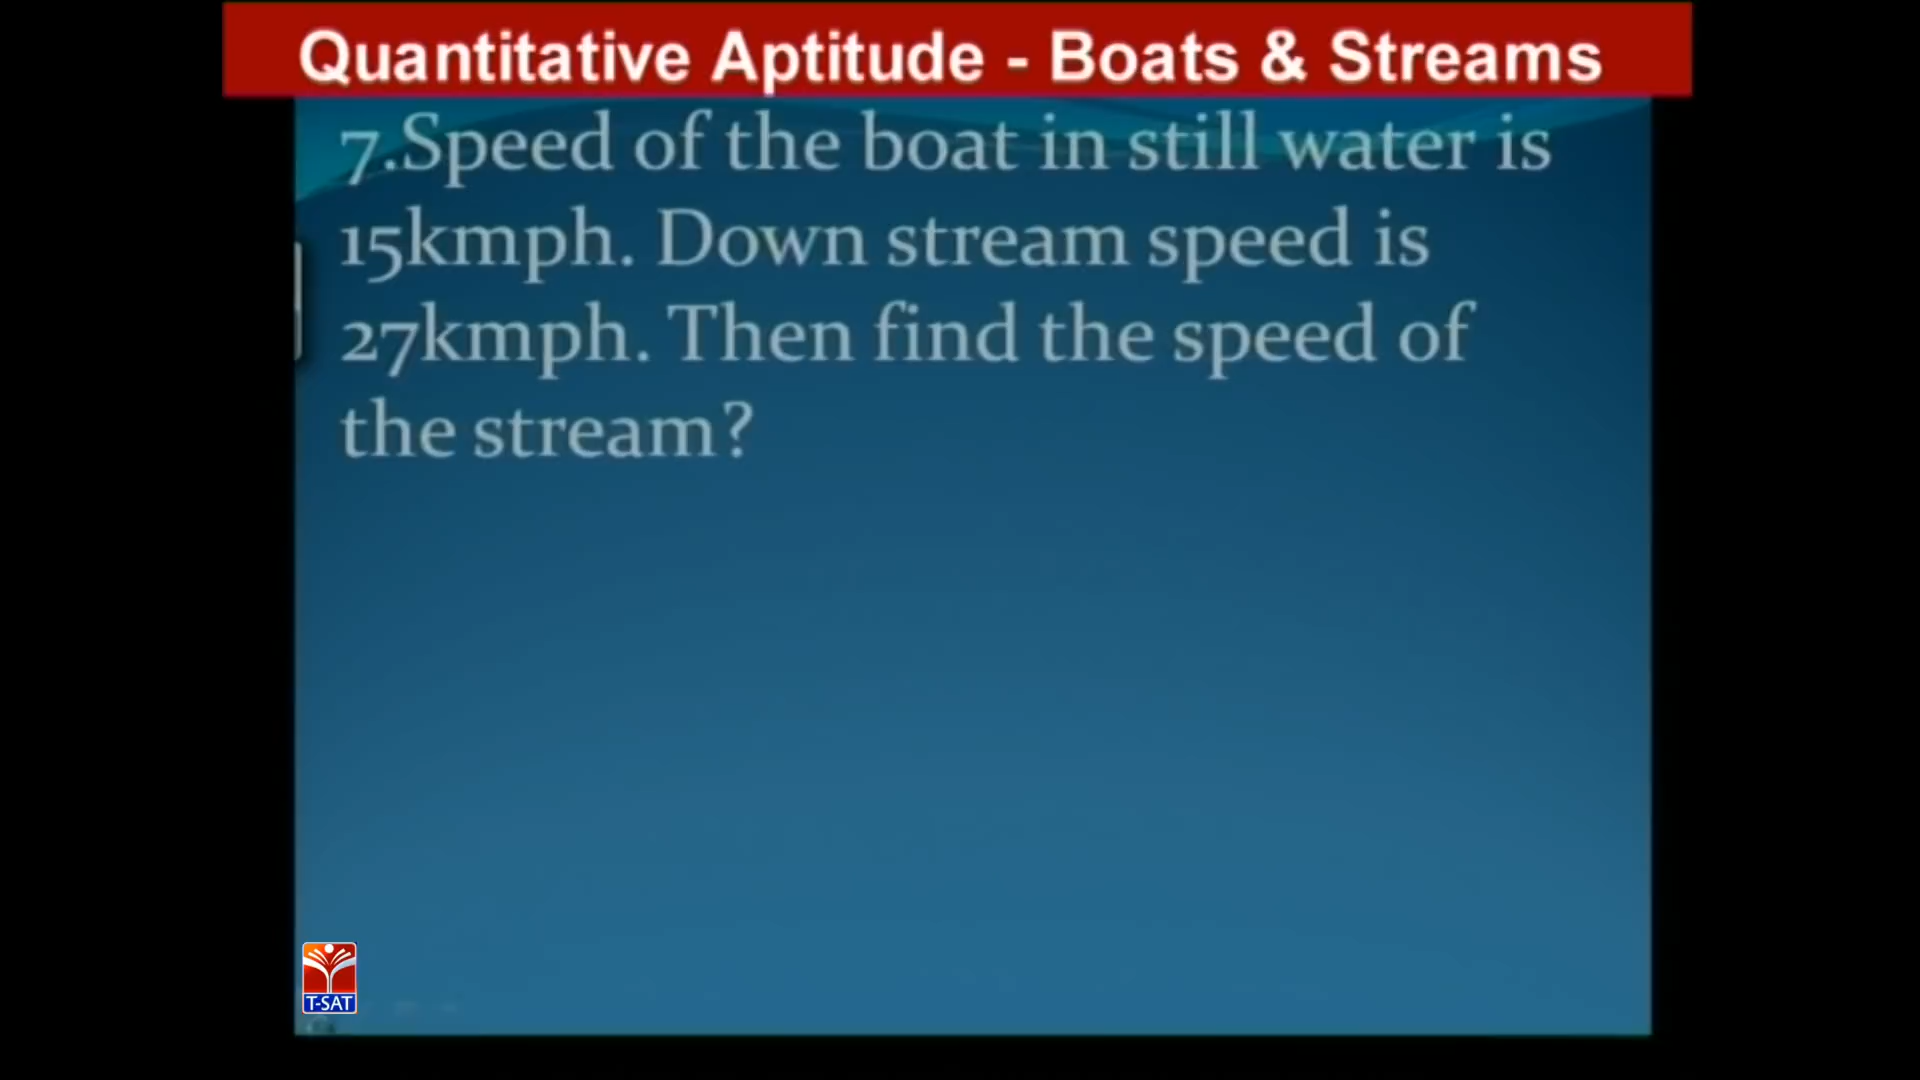 Quantitative Aptitude - Boats & Streams
7.Speed of the boat in still water is
15kmph. Down stream speed is
27kmph. Then find the speed of
the stream?
T-SAT